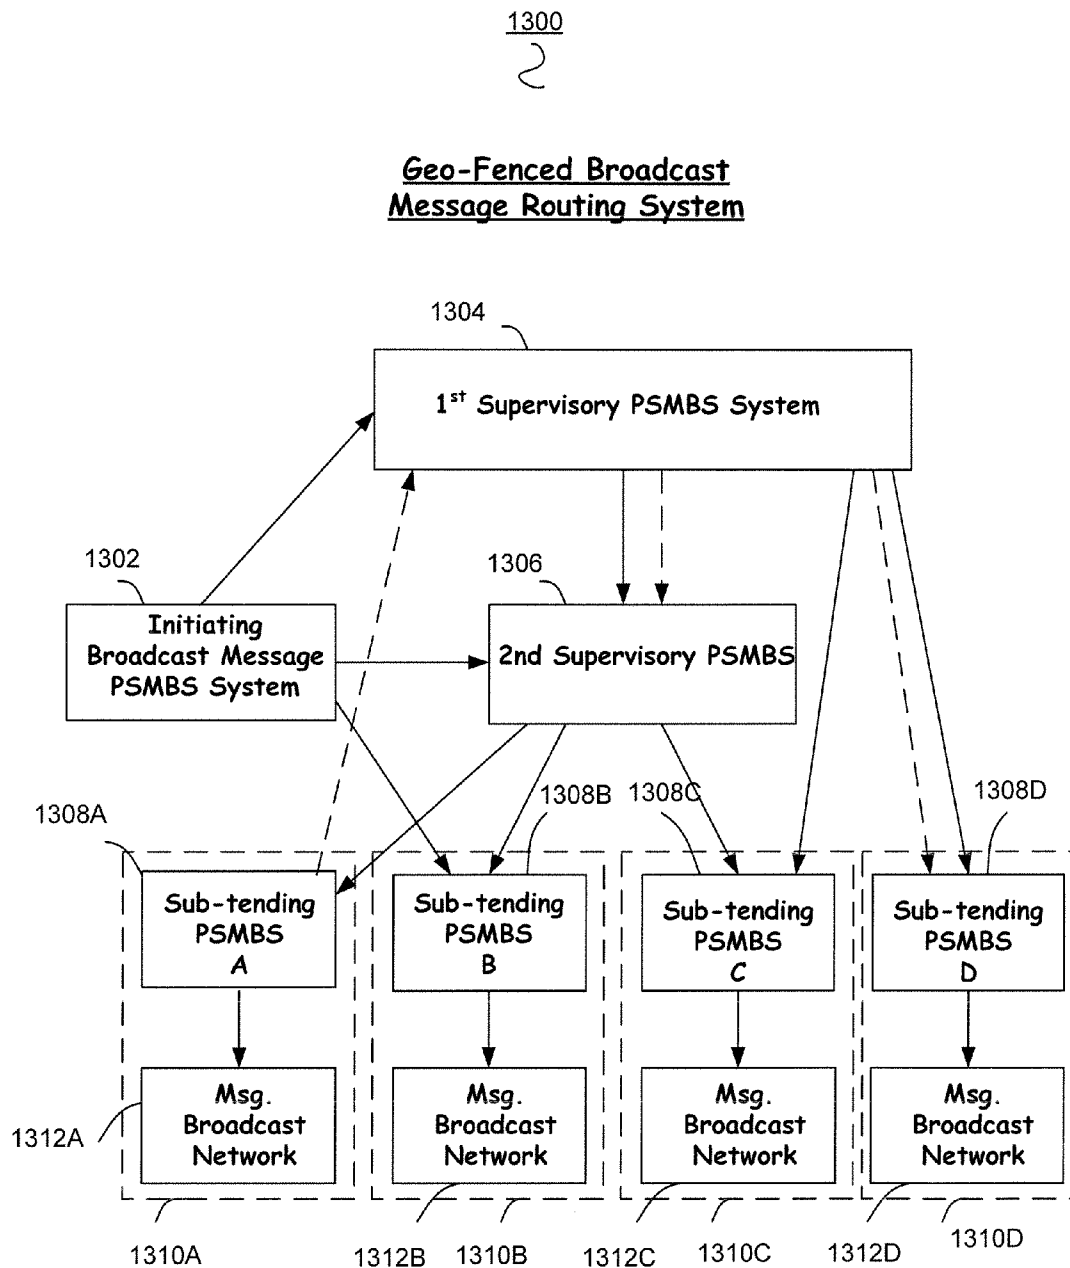 1300
Geo-Fenced Broadcast
Message Routing System
1304
1st Supervisory PSMBS System
1302
1306
Initiating
Broadcast Message
PSMBS System
2nd Supervisory PSMBS
1308A
1308B
1308C
1308D
Sub-tending
PSMBS
A
Sub-tending
PSMBS
B
Sub-tending
PSMBS
C
Sub-tending
PSMBS
D
Msg.
Broadcast
Network
Msg.
Broadcast
Network
Msg.
Broadcast
Network
Msg.
Broadcast
Network
1312A
1310A
1312B
1310B
1312C
1310C
1312D
1310D